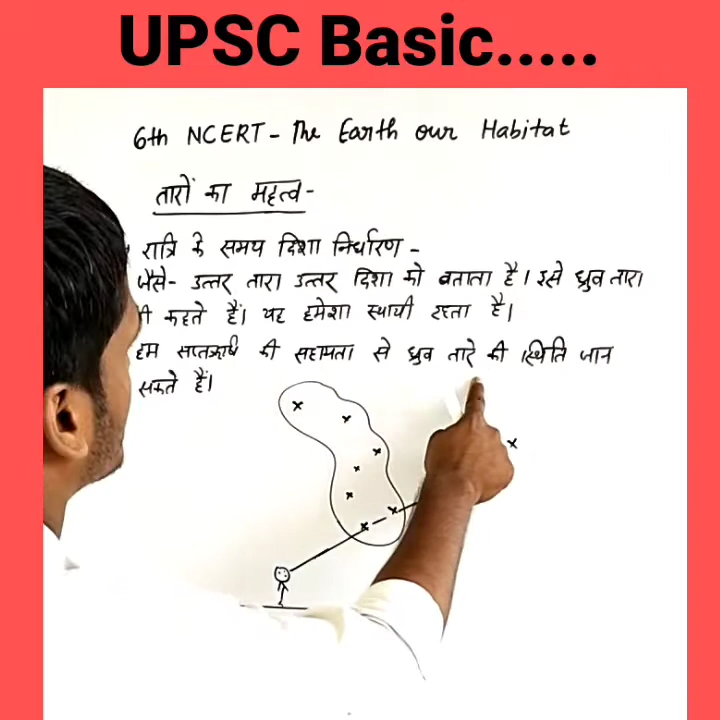 UPSC Basic.....
6th NCERT - The Earth our Habitat
तारों का महत्व -
रात्रि के समय दिशा निर्धारण -
जैसे - उत्तर तारा उत्तर दिशा को बताता है। इसे ध्रुव तारा
भी कहते हैं। यह हमेशा स्थायी रहता है।
हम सप्तऋषि की सहायता से ध्रुव तारे की स्थिति जान
सकते हैं।